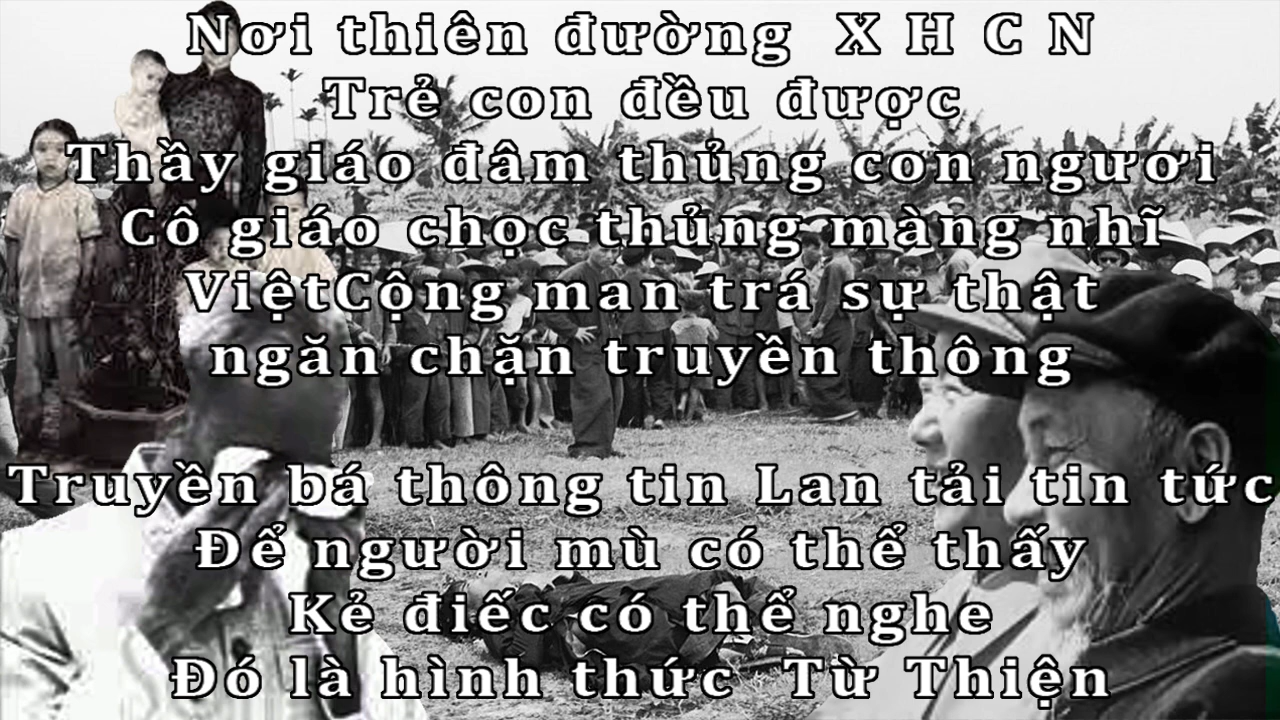 Nơi thiên đường X H C N
Trẻ con đều được
Thầy giáo đâm thủng con ngươi
Cô giáo chọc thủng màng nhĩ
ViệtCộng man trá sự thật
ngăn chặn truyền thông
Truyền bá thông tin Lan tải tin tức
Để người mù có thể thấy
Kẻ điếc có thể nghe
Đó là hình thức Từ Thiện